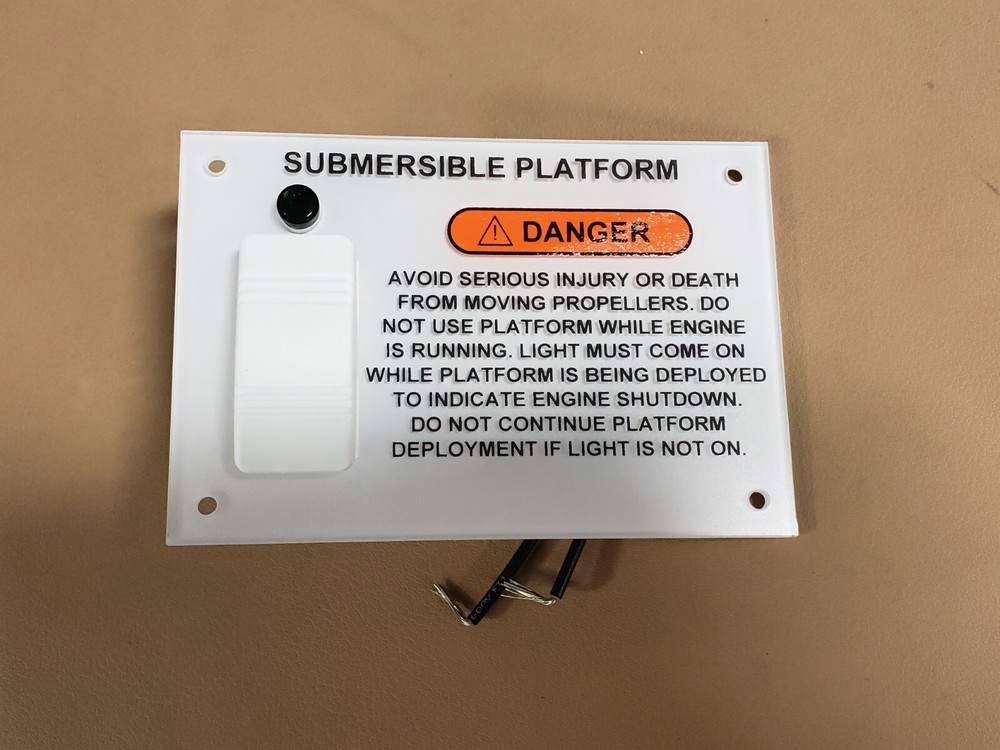 SUBMERSIBLE PLATFORM
DANGER
AVOID SERIOUS INJURY OR DEATH
FROM MOVING PROPELLERS. DO
NOT USE PLATFORM WHILE ENGINE
IS RUNNING. LIGHT MUST COME ON
WHILE PLATFORM IS BEING DEPLOYED
TO INDICATE ENGINE SHUTDOWN.
DO NOT CONTINUE PLATFORM
DEPLOYMENT IF LIGHT IS NOT ON.